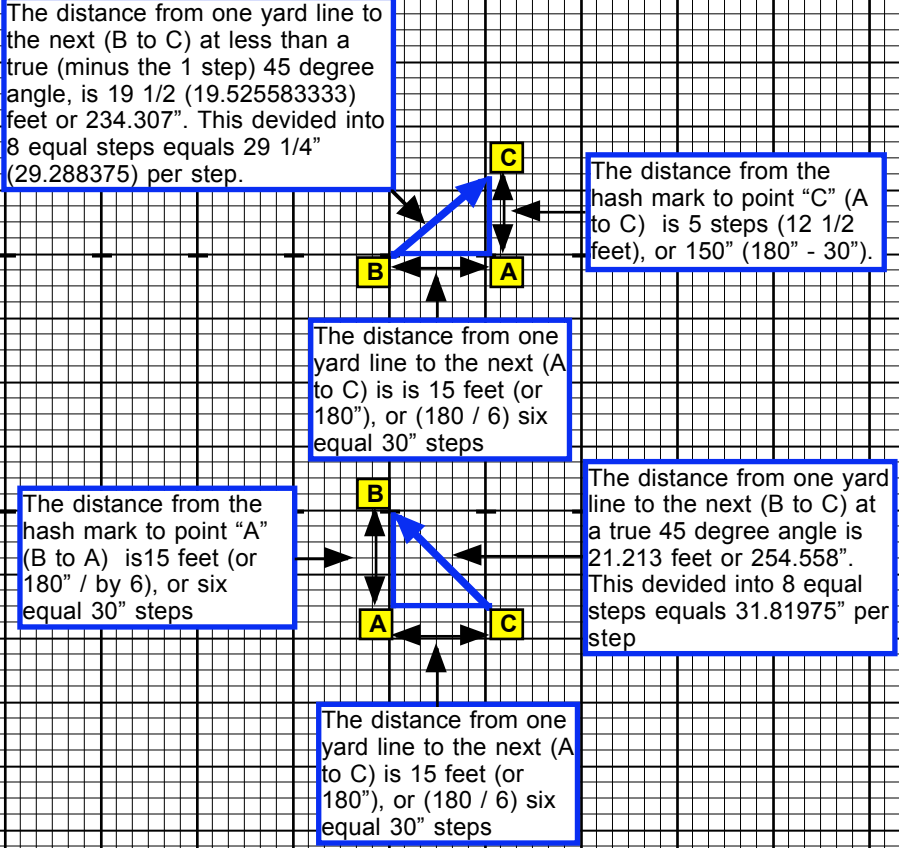 The distance from one yard line to
the next (B to C) at less than a
true (minus the 1 step) 45 degree
angle, is 19 1/2 (19.525583333)
feet or 234.307”. This devided into
8 equal steps equals 29 1/4”
(29.288375) per step.
C
The distance from the
hash mark to point “C” (A
to C) is 5 steps (12 1/2
feet), or 150” (180” - 30”).
B
A
The distance from one
yard line to the next (A
to C) is is 15 feet (or
180”), or (180 / 6) six
equal 30” steps
The distance from the
hash mark to point “A”
(B to A) is15 feet (or
180” / by 6), or six
equal 30” steps
B
The distance from one yard
line to the next (B to C) at
a true 45 degree angle is
21.213 feet or 254.558”.
This devided into 8 equal
steps equals 31.81975” per
step
A
C
The distance from one
yard line to the next (A
to C) is 15 feet (or
180”), or (180 / 6) six
equal 30” steps